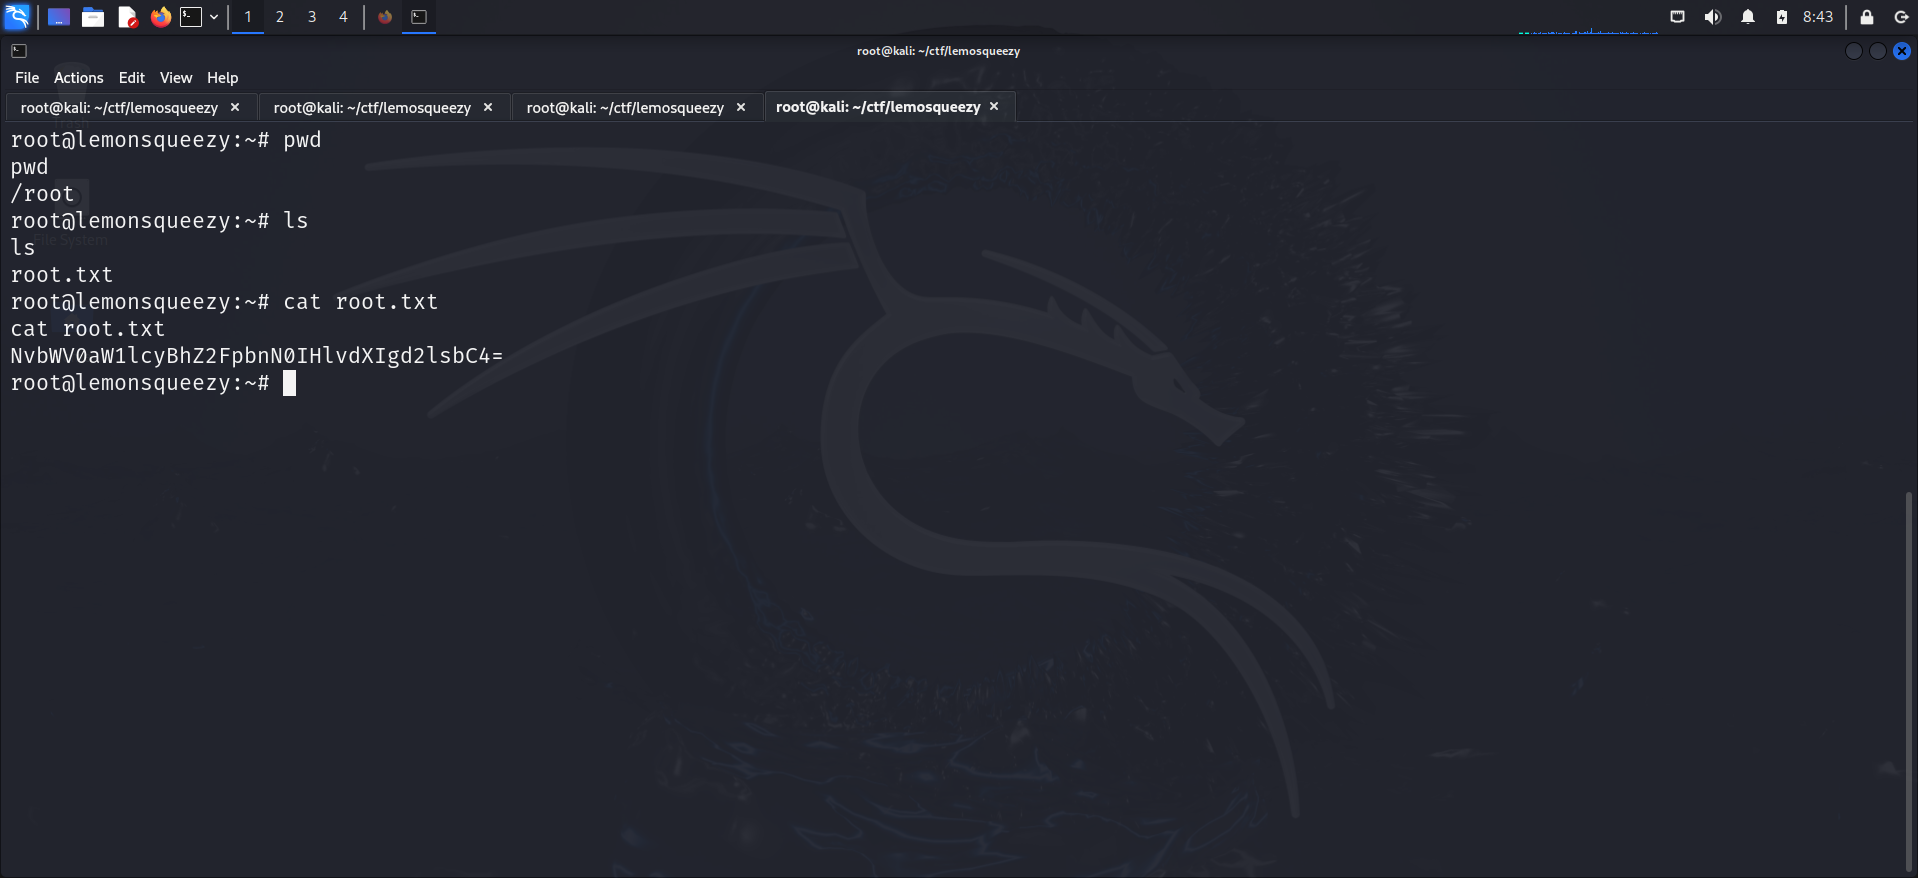 1 2 3 4 8:43
root@kali: ~/ctf/lemosqueezy
File Actions Edit View Help
root@kali: ~/ctf/lemosqueezy root@kali: ~/ctf/lemosqueezy root@kali: ~/ctf/lemosqueezy root@kali: ~/ctf/lemosqueezy
root@lemonsqueezy:~# pwd
pwd
/root
root@lemonsqueezy:~# ls
File System
ls
root.txt
root@lemonsqueezy:~# cat root.txt
cat root.txt
NvbWV0aW1lcyBhZ2FpbnN0IHlvdXIgd2lsbC4=
root@lemonsqueezy:~#